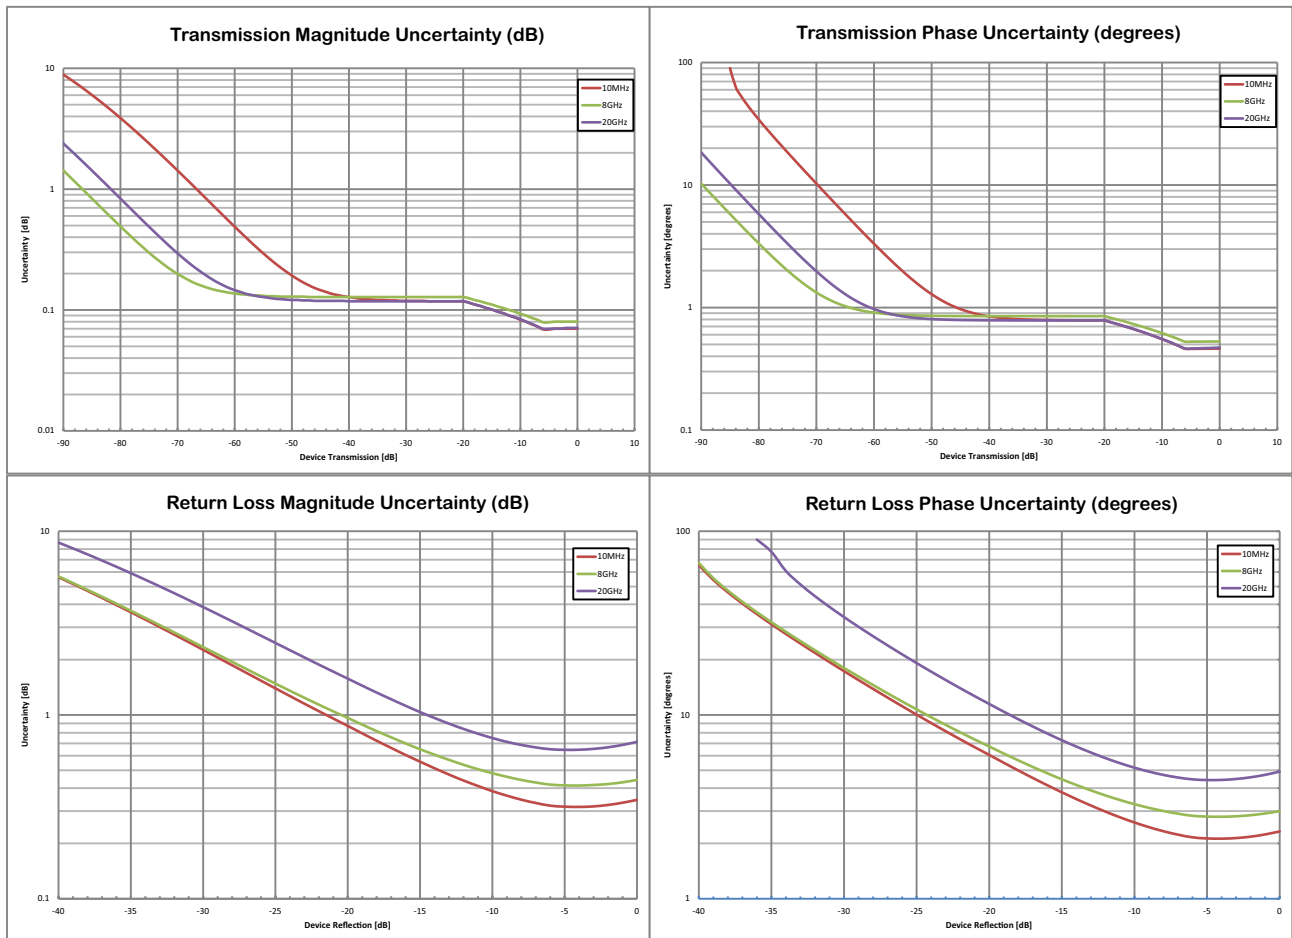 Transmission Magnitude Uncertainty (dB)
10
1
0.1
0.01
Uncertainty [dB]
-90 -80 -70 -60 -50 -40 -30 -20 -10 0 10
Device Transmission [dB]
10MHz
8GHz
20GHz
Transmission Phase Uncertainty (degrees)
100
10
1
0.1
Uncertainty [degrees]
-90 -80 -70 -60 -50 -40 -30 -20 -10 0 10
Device Transmission [dB]
10MHz
8GHz
20GHz
Return Loss Magnitude Uncertainty (dB)
10
1
0.1
Uncertainty [dB]
-40 -35 -30 -25 -20 -15 -10 -5 0
Device Reflection [dB]
10MHz
8GHz
20GHz
Return Loss Phase Uncertainty (degrees)
100
10
1
Uncertainty [degrees]
-40 -35 -30 -25 -20 -15 -10 -5 0
Device Reflection [dB]
10MHz
8GHz
20GHz